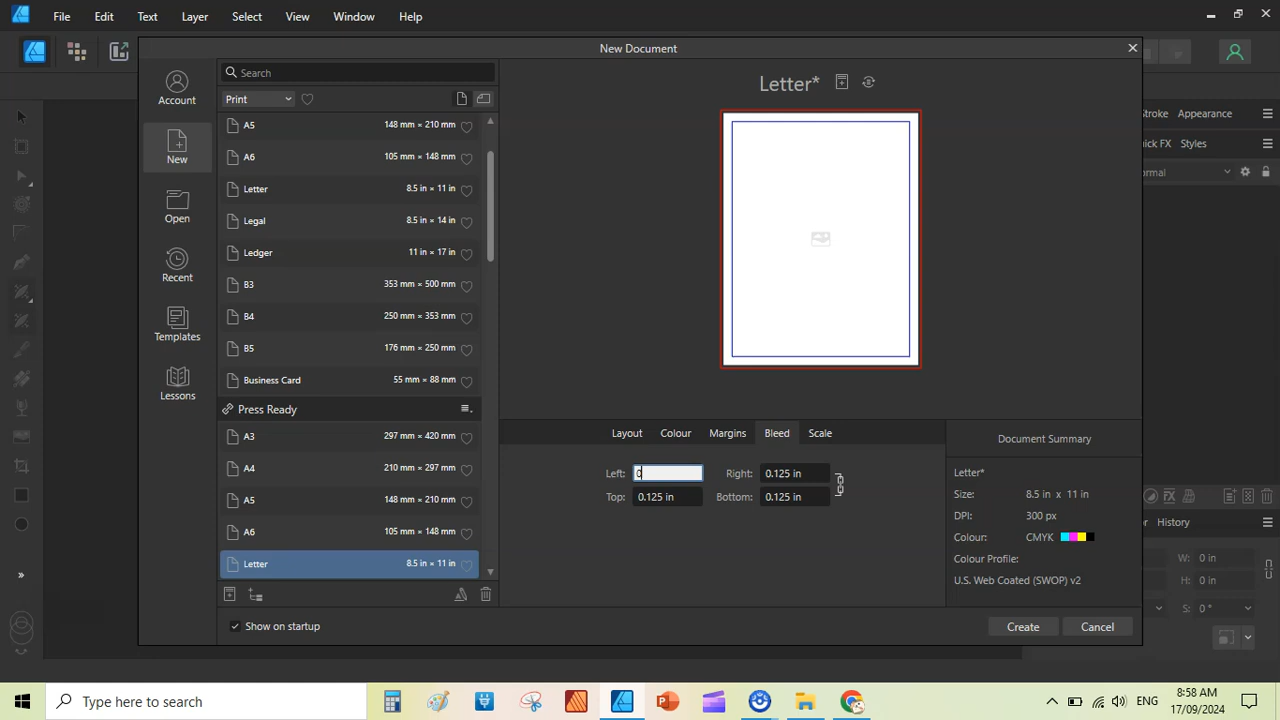 File Edit Text Layer Select View Window Help
New Document
Account
New
Open
Recent
Templates
Lessons
Search
Print
A5 148 mm × 210 mm
A6 105 mm × 148 mm
Letter 8.5 in × 11 in
Legal 8.5 in × 14 in
Ledger 11 in × 17 in
B3 353 mm × 500 mm
B4 250 mm × 353 mm
B5 176 mm × 250 mm
Business Card 55 mm × 88 mm
Press Ready
A3 297 mm × 420 mm
A4 210 mm × 297 mm
A5 148 mm × 210 mm
A6 105 mm × 148 mm
Letter 8.5 in × 11 in
Show on startup
Letter*
Layout Colour Margins Bleed Scale
Left: 0 Right: 0.125 in
Top: 0.125 in Bottom: 0.125 in
Document Summary
Letter*
Size: 8.5 in x 11 in
DPI: 300 px
Colour: CMYK
Colour Profile:
U.S. Web Coated (SWOP) v2
Create Cancel
Appearance
FX Styles
History
W: 0 in
H: 0 in
S: 0 °
Type here to search
ENG
8:58 AM
17/09/2024